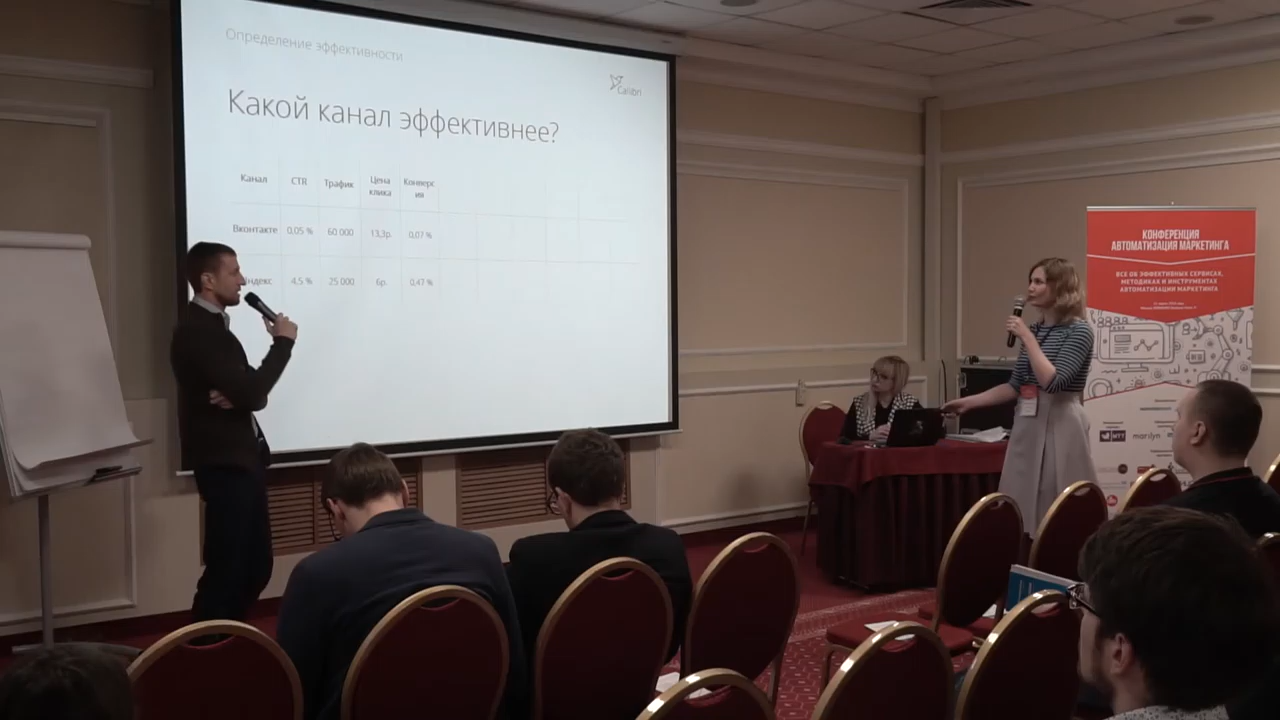 Определение эффективности
Calibri
Какой канал эффективнее?
Канал CTR Трафик Цена клика Конверсия
Вконтакте 0,05 % 60 000 13,3р. 0,07 %
ндекс 4,5 % 25 000 6р. 0,47 %
КОНФЕРЕНЦИЯ
АВТОМАТИЗАЦИЯ МАРКЕТИНГА
ВСЕ ОБ ЭФФЕКТИВНЫХ СЕРВИСАХ,
МЕТОДИКАХ И ИНСТРУМЕНТАХ
АВТОМАТИЗАЦИИ МАРКЕТИНГА
МТТ
marilyn